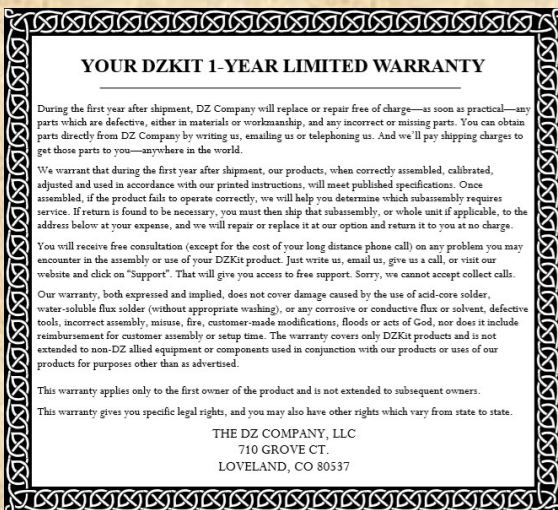 YOUR DZKIT 1-YEAR LIMITED WARRANTY
During the first year after shipment, DZ Company will replace or repair free of charge—as soon as practical—any
parts which are defective, either in materials or workmanship, and any incorrect or missing parts. You can obtain
parts directly from DZ Company by writing us, emailing us or telephoning us. And we'll pay shipping charges to
get those parts to you—anywhere in the world.
We warrant that during the first year after shipment, our products, when correctly assembled, calibrated,
adjusted and used in accordance with our printed instructions, will meet published specifications. Once
assembled, if the product fails to operate correctly, we will help you determine which subassembly requires
service. If return is found to be necessary, you must then ship that subassembly, or whole unit if applicable, to the
address below at your expense, and we will repair or replace it at our option and return it to you at no charge.
You will receive free consultation (except for the cost of your long distance phone call) on any problem you may
encounter in the assembly or use of your DZKit product. Just write us, email us, give us a call, or visit our
website and click on "Support". That will give you access to free support. Sorry, we cannot accept collect calls.
Our warranty, both expressed and implied, does not cover damage caused by the use of acid-core solder,
water-soluble flux solder (without appropriate washing), or any corrosive or conductive flux or solvent, defective
tools, incorrect assembly, misuse, fire, customer-made modifications, floods or acts of God, nor does it include
reimbursement for customer assembly or setup time. The warranty covers only DZKit products and is not
extended to non-DZ allied equipment or components used in conjunction with our products or uses of our
products for purposes other than as advertised.
This warranty applies only to the first owner of the product and is not extended to subsequent owners.
This warranty gives you specific legal rights, and you may also have other rights which vary from state to state.
THE DZ COMPANY, LLC
710 GROVE CT.
LOVELAND, CO 80537